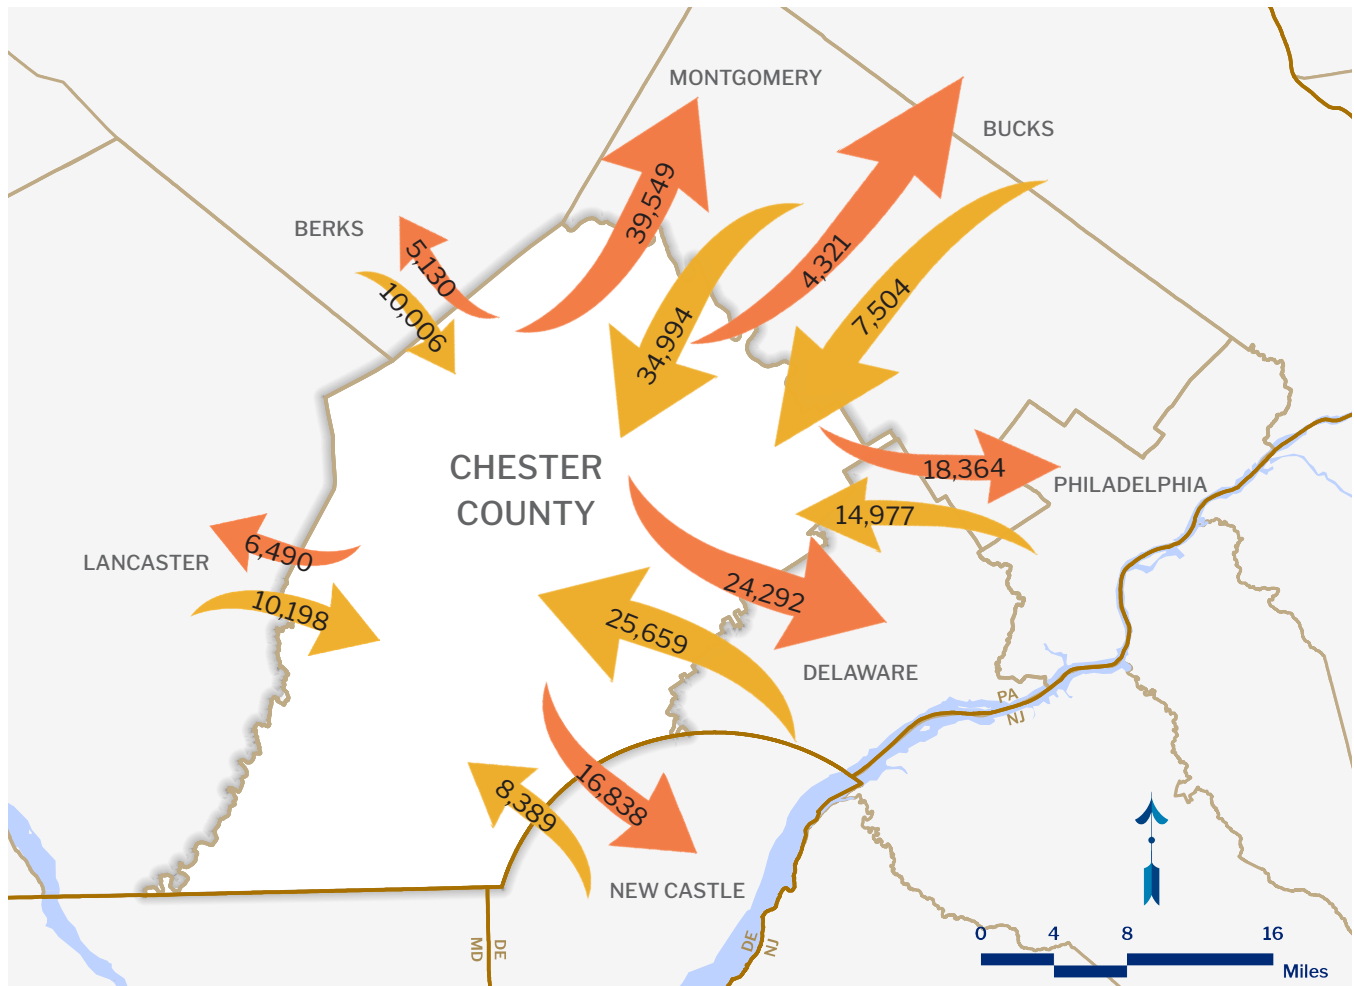 MONTGOMERY
BUCKS
BERKS
39,549
5,130
4,321
10,006
7,504
34,994
CHESTER
COUNTY
18,364
PHILADELPHIA
14,977
LANCASTER
6,490
24,292
10,198
25,659
DELAWARE
PA
NJ
16,838
8,389
NEW CASTLE
DE
MD
DE
NJ
0 4 8 16
Miles